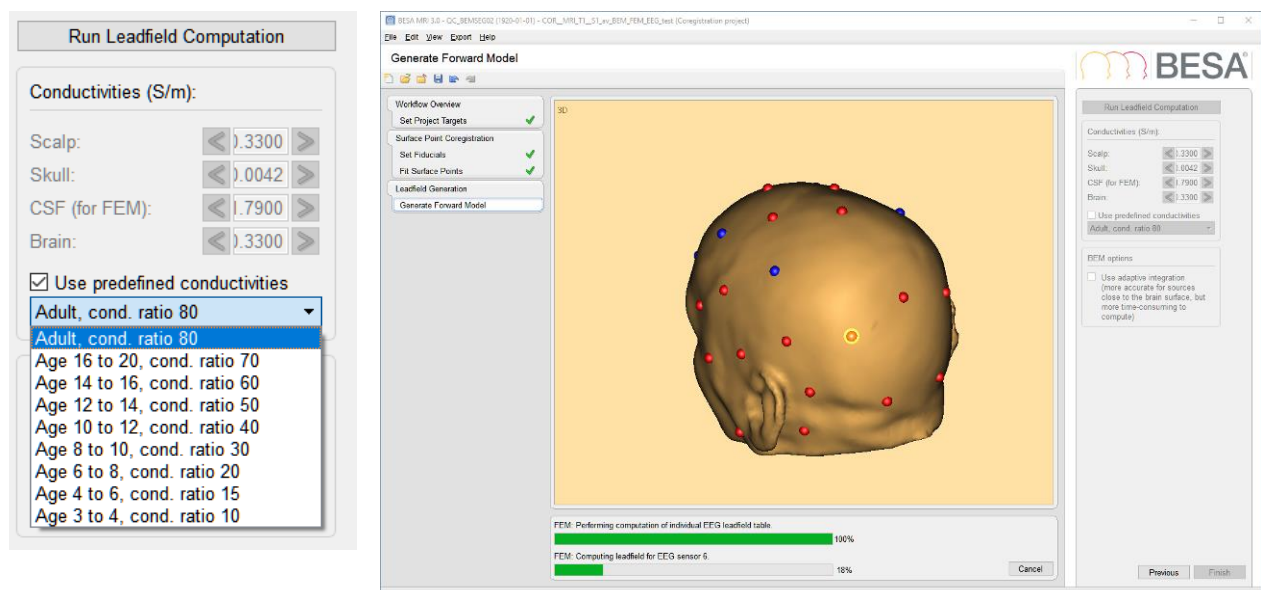 Run Leadfield Computation
Conductivities (S/m):
Scalp: ).3300
Skull: ).0042
CSF (for FEM): .7900
Brain: ).3300
Use predefined conductivities
Adult, cond. ratio 80
Adult, cond. ratio 80
Age 16 to 20, cond. ratio 70
Age 14 to 16, cond. ratio 60
Age 12 to 14, cond. ratio 50
Age 10 to 12, cond. ratio 40
Age 8 to 10, cond. ratio 30
Age 6 to 8, cond. ratio 20
Age 4 to 6, cond. ratio 15
Age 3 to 4, cond. ratio 10
BESA MRI 3.0 - QC_BEMSEG02 (1920-01-01) - COR_MRI_T1_S1_ev_BEM_FEM_EEG_test (Coregistration project)
File Edit View Export Help
Generate Forward Model
BESA
Workflow Overview
Set Project Targets
Surface Point Coregistration
Set Fiducials
Fit Surface Points
Leadfield Generation
Generate Forward Model
3D
FEM: Performing computation of individual EEG leadfield table.
100%
FEM: Computing leadfield for EEG sensor 6.
18%
Cancel
Run Leadfield Computation
Conductivities (S/m):
Scalp: ).3300
Skull: ).0042
CSF (for FEM): .7900
Brain: ).3300
Use predefined conductivities
Adult, cond. ratio 80
BEM options
Use adaptive integration
(more accurate for sources
close to the brain surface, but
more time-consuming to
compute)
Previous Finish